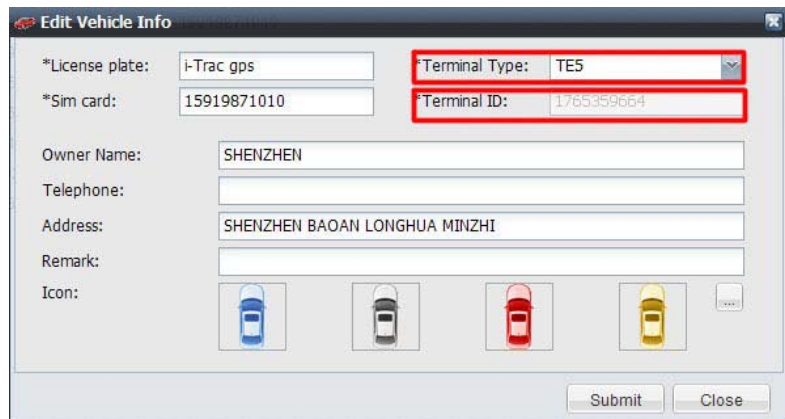 Edit Vehicle Info
*License plate: i-Trac gps *Terminal Type: TE5
*Sim card: 15919871010 *Terminal ID: 1765359664
Owner Name: SHENZHEN
Telephone:
Address: SHENZHEN BAOAN LONGHUA MINZHI
Remark:
Icon: ...
Submit Close